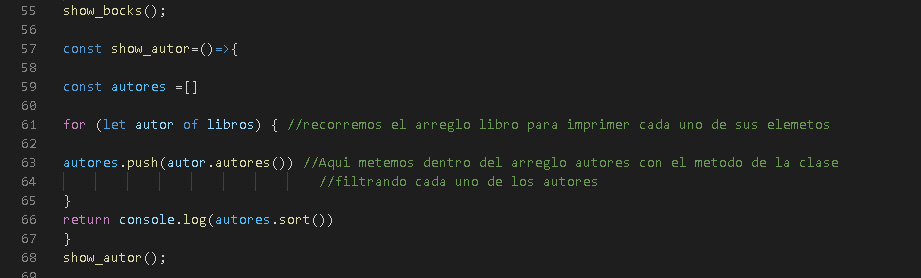 55 show_bocks();
56
57 const show_autor=()=>{
58
59 const autores =[]
60
61 for (let autor of libros) { //recorremos el arreglo libro para imprimer cada uno de sus elemetos
62
63 autores.push(autor.autores()) //Aqui metemos dentro del arreglo autores con el metodo de la clase
64 //filtrando cada uno de los autores
65 }
66 return console.log(autores.sort())
67 }
68 show_autor();
69